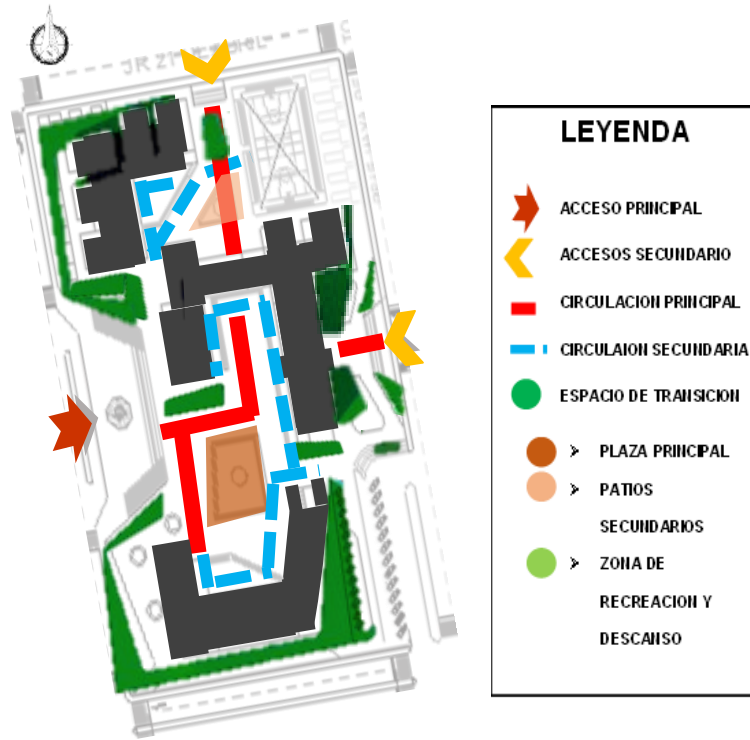 LEYENDA
ACCESO PRINCIPAL
ACCESOS SECUNDARIO
CIRCULACION PRINCIPAL
CIRCULAION SECUNDARIA
ESPACIO DE TRANSICION
➤ PLAZA PRINCIPAL
➤ PATIOS
SECUNDARIOS
➤ ZONA DE
RECREACION Y
DESCANSO